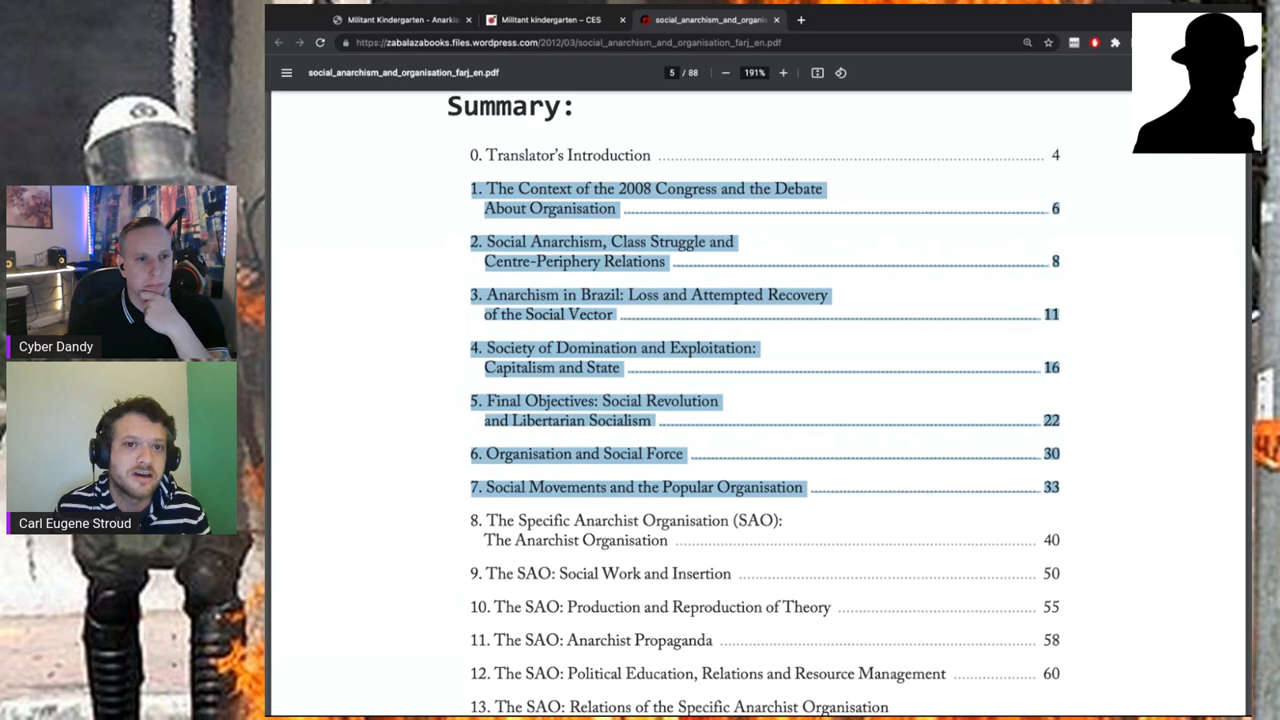 Militant Kindergarten - Anarkis
Militant kindergarten – CES
social_anarchism_and_organis
https://zabalazabooks.files.wordpress.com/2012/03/social_anarchism_and_organisation_farj_en.pdf
social_anarchism_and_organisation_farj_en.pdf
5 / 88
191%
Summary:
0. Translator's Introduction 4
1. The Context of the 2008 Congress and the Debate
About Organisation 6
2. Social Anarchism, Class Struggle and
Centre-Periphery Relations 8
3. Anarchism in Brazil: Loss and Attempted Recovery
of the Social Vector 11
4. Society of Domination and Exploitation:
Capitalism and State 16
5. Final Objectives: Social Revolution
and Libertarian Socialism 22
6. Organisation and Social Force 30
7. Social Movements and the Popular Organisation 33
8. The Specific Anarchist Organisation (SAO):
The Anarchist Organisation 40
9. The SAO: Social Work and Insertion 50
10. The SAO: Production and Reproduction of Theory 55
11. The SAO: Anarchist Propaganda 58
12. The SAO: Political Education, Relations and Resource Management 60
13. The SAO: Relations of the Specific Anarchist Organisation
Cyber Dandy
Carl Eugene Stroud